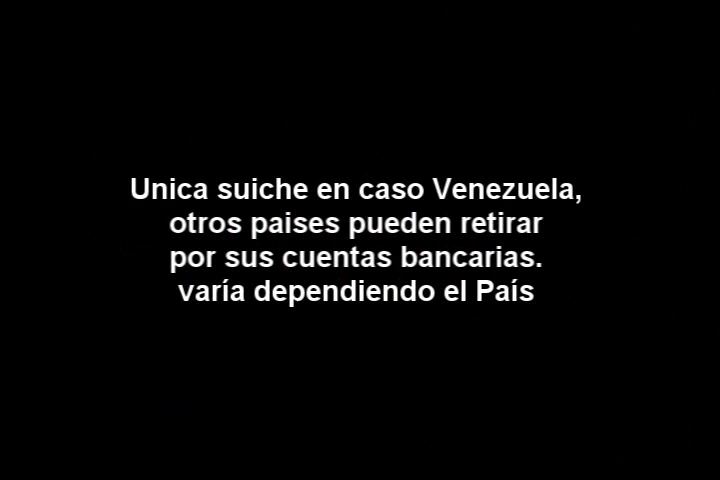 Unica suiche en caso Venezuela,
otros paises pueden retirar
por sus cuentas bancarias.
varía dependiendo el País